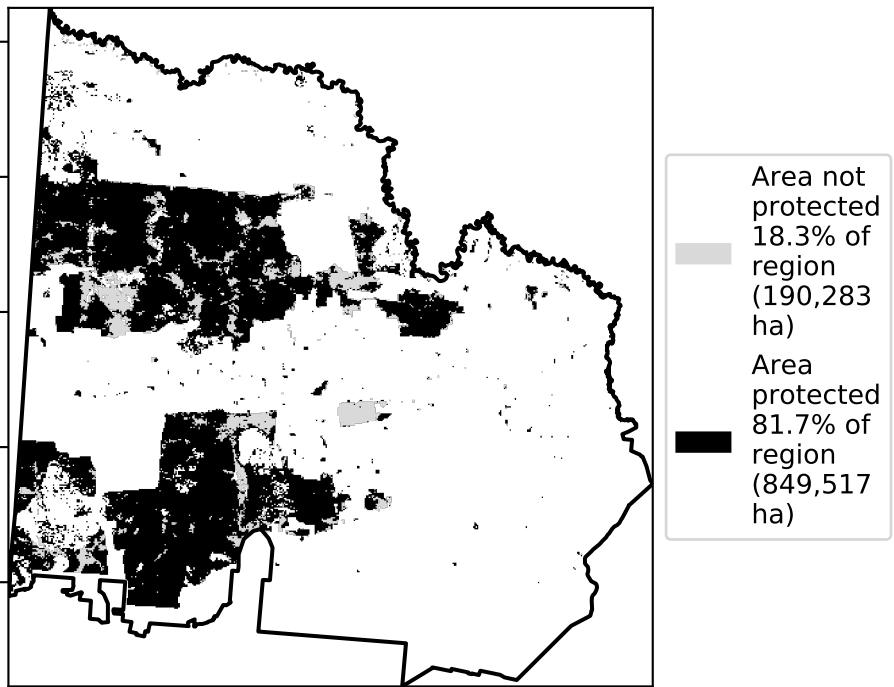 Area not
protected
18.3% of
region
(190,283
ha)
Area
protected
81.7% of
region
(849,517
ha)